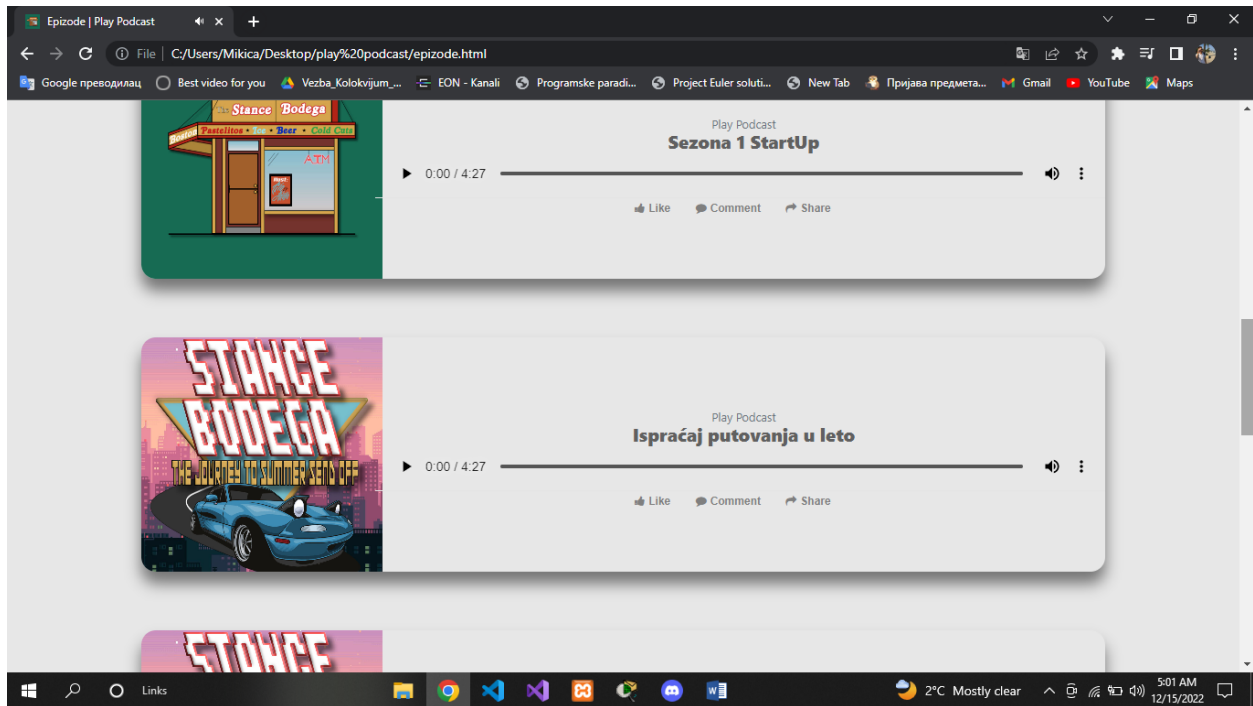 Epizode | Play Podcast
File | C:/Users/Mikica/Desktop/play%20podcast/epizode.html
Google преводилац Best video for you Vezba_Kolokvijum_... EON - Kanali Programske paradi... Project Euler soluti... New Tab Пријава предмета... Gmail YouTube Maps
Stance Bodega
Boston Pastelitos • Ice • Beer • Cold Cuts
ATM
Play Podcast
Sezona 1 StartUp
0:00 / 4:27
Like Comment Share
STANCE
BODEGA
THE JOURNEY TO SUMMER SEND OFF
Play Podcast
Ispraćaj putovanja u leto
0:00 / 4:27
Like Comment Share
STANCE
Links
2°C Mostly clear
5:01 AM
12/15/2022